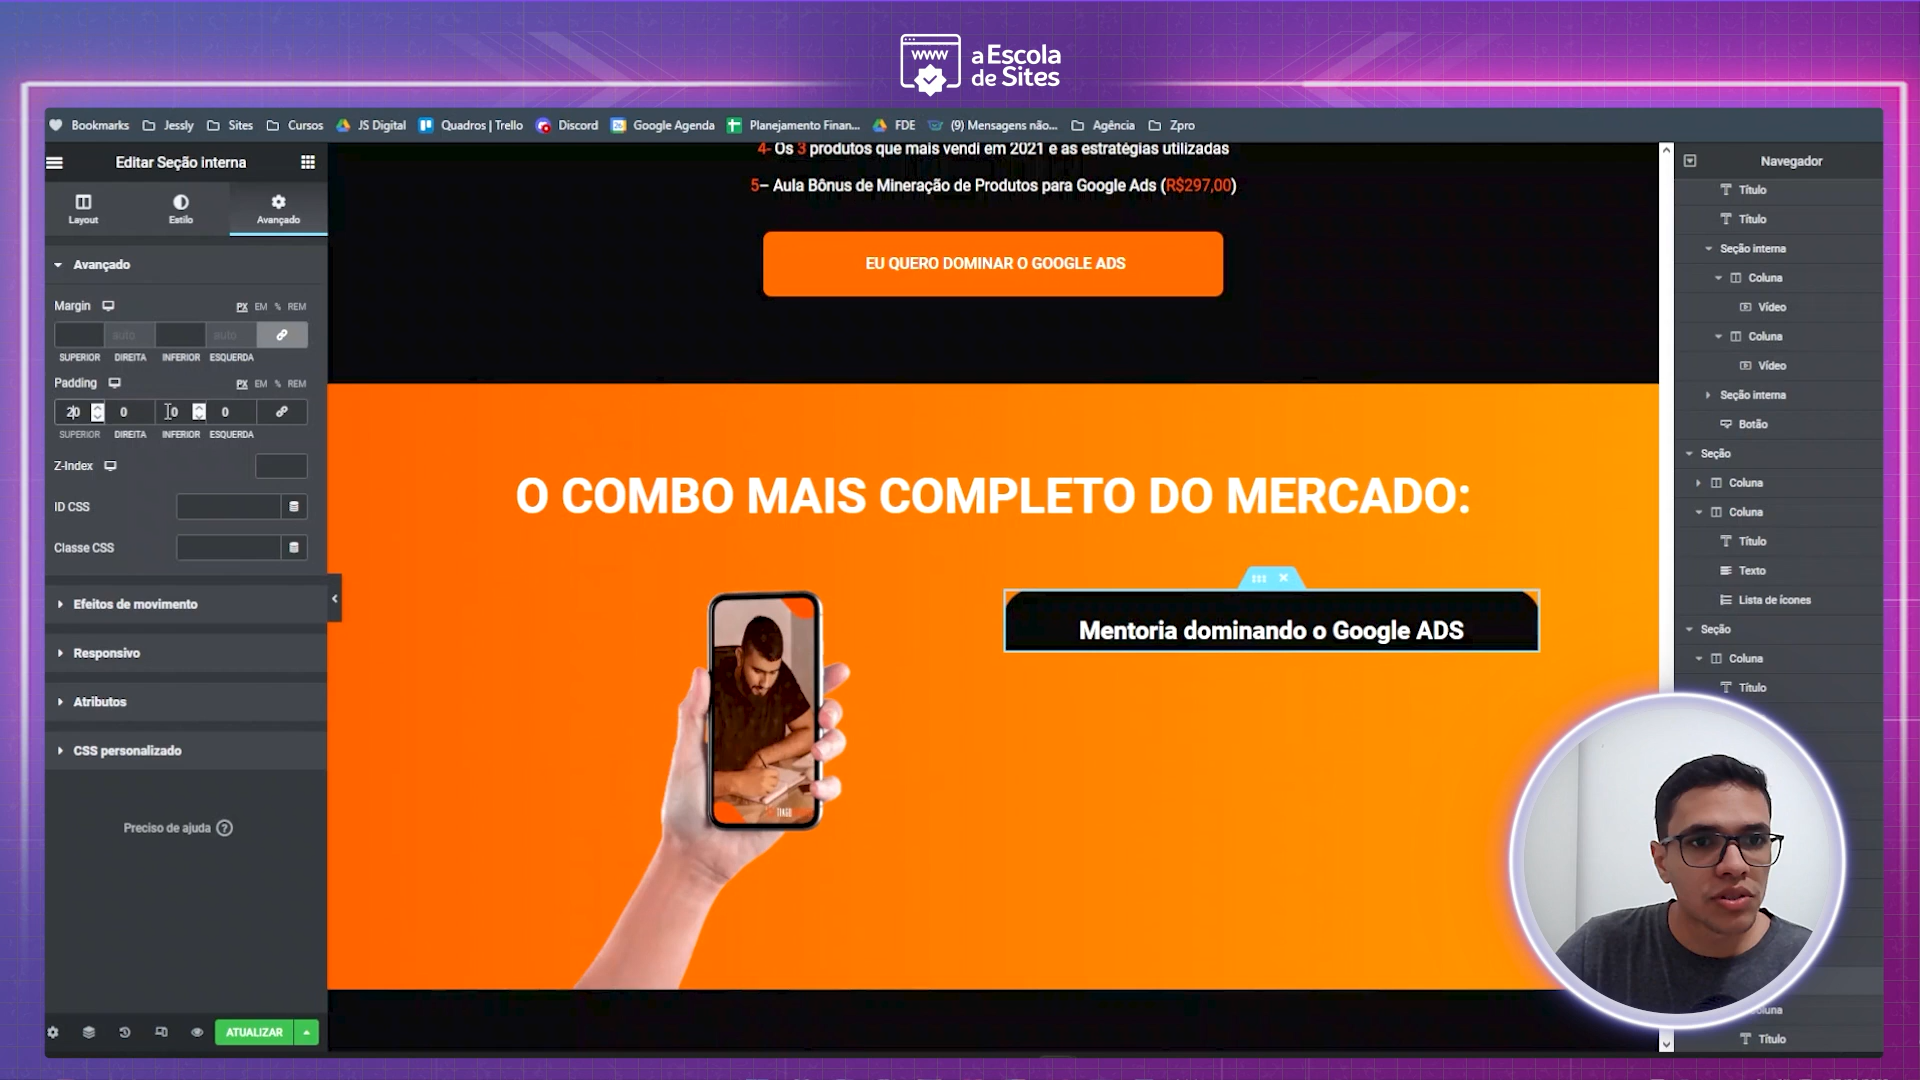 www
a Escola
de Sites
Bookmarks
Jessly
Sites
Cursos
JS Digital
Quadros | Trello
Discord
Google Agenda
Planejamento Finan...
FDE
(9) Mensagens não...
Agência
Zpro
Editar Seção interna
Layout
Estilo
Avançado
Avançado
Margin
PX EM % REM
auto
auto
SUPERIOR DIREITA INFERIOR ESQUERDA
Padding
PX EM % REM
20 0 0 0
SUPERIOR DIREITA INFERIOR ESQUERDA
Z-Index
ID CSS
Classe CSS
Efeitos de movimento
Responsivo
Atributos
CSS personalizado
Preciso de ajuda ?
ATUALIZAR
4- Os 3 produtos que mais vendi em 2021 e as estratégias utilizadas
5– Aula Bônus de Mineração de Produtos para Google Ads (R$297,00)
EU QUERO DOMINAR O GOOGLE ADS
O COMBO MAIS COMPLETO DO MERCADO:
Mentoria dominando o Google ADS
Navegador
Título
Título
Seção interna
Coluna
Vídeo
Coluna
Vídeo
Seção interna
Botão
Seção
Coluna
Coluna
Título
Texto
Lista de ícones
Seção
Coluna
Título
Título